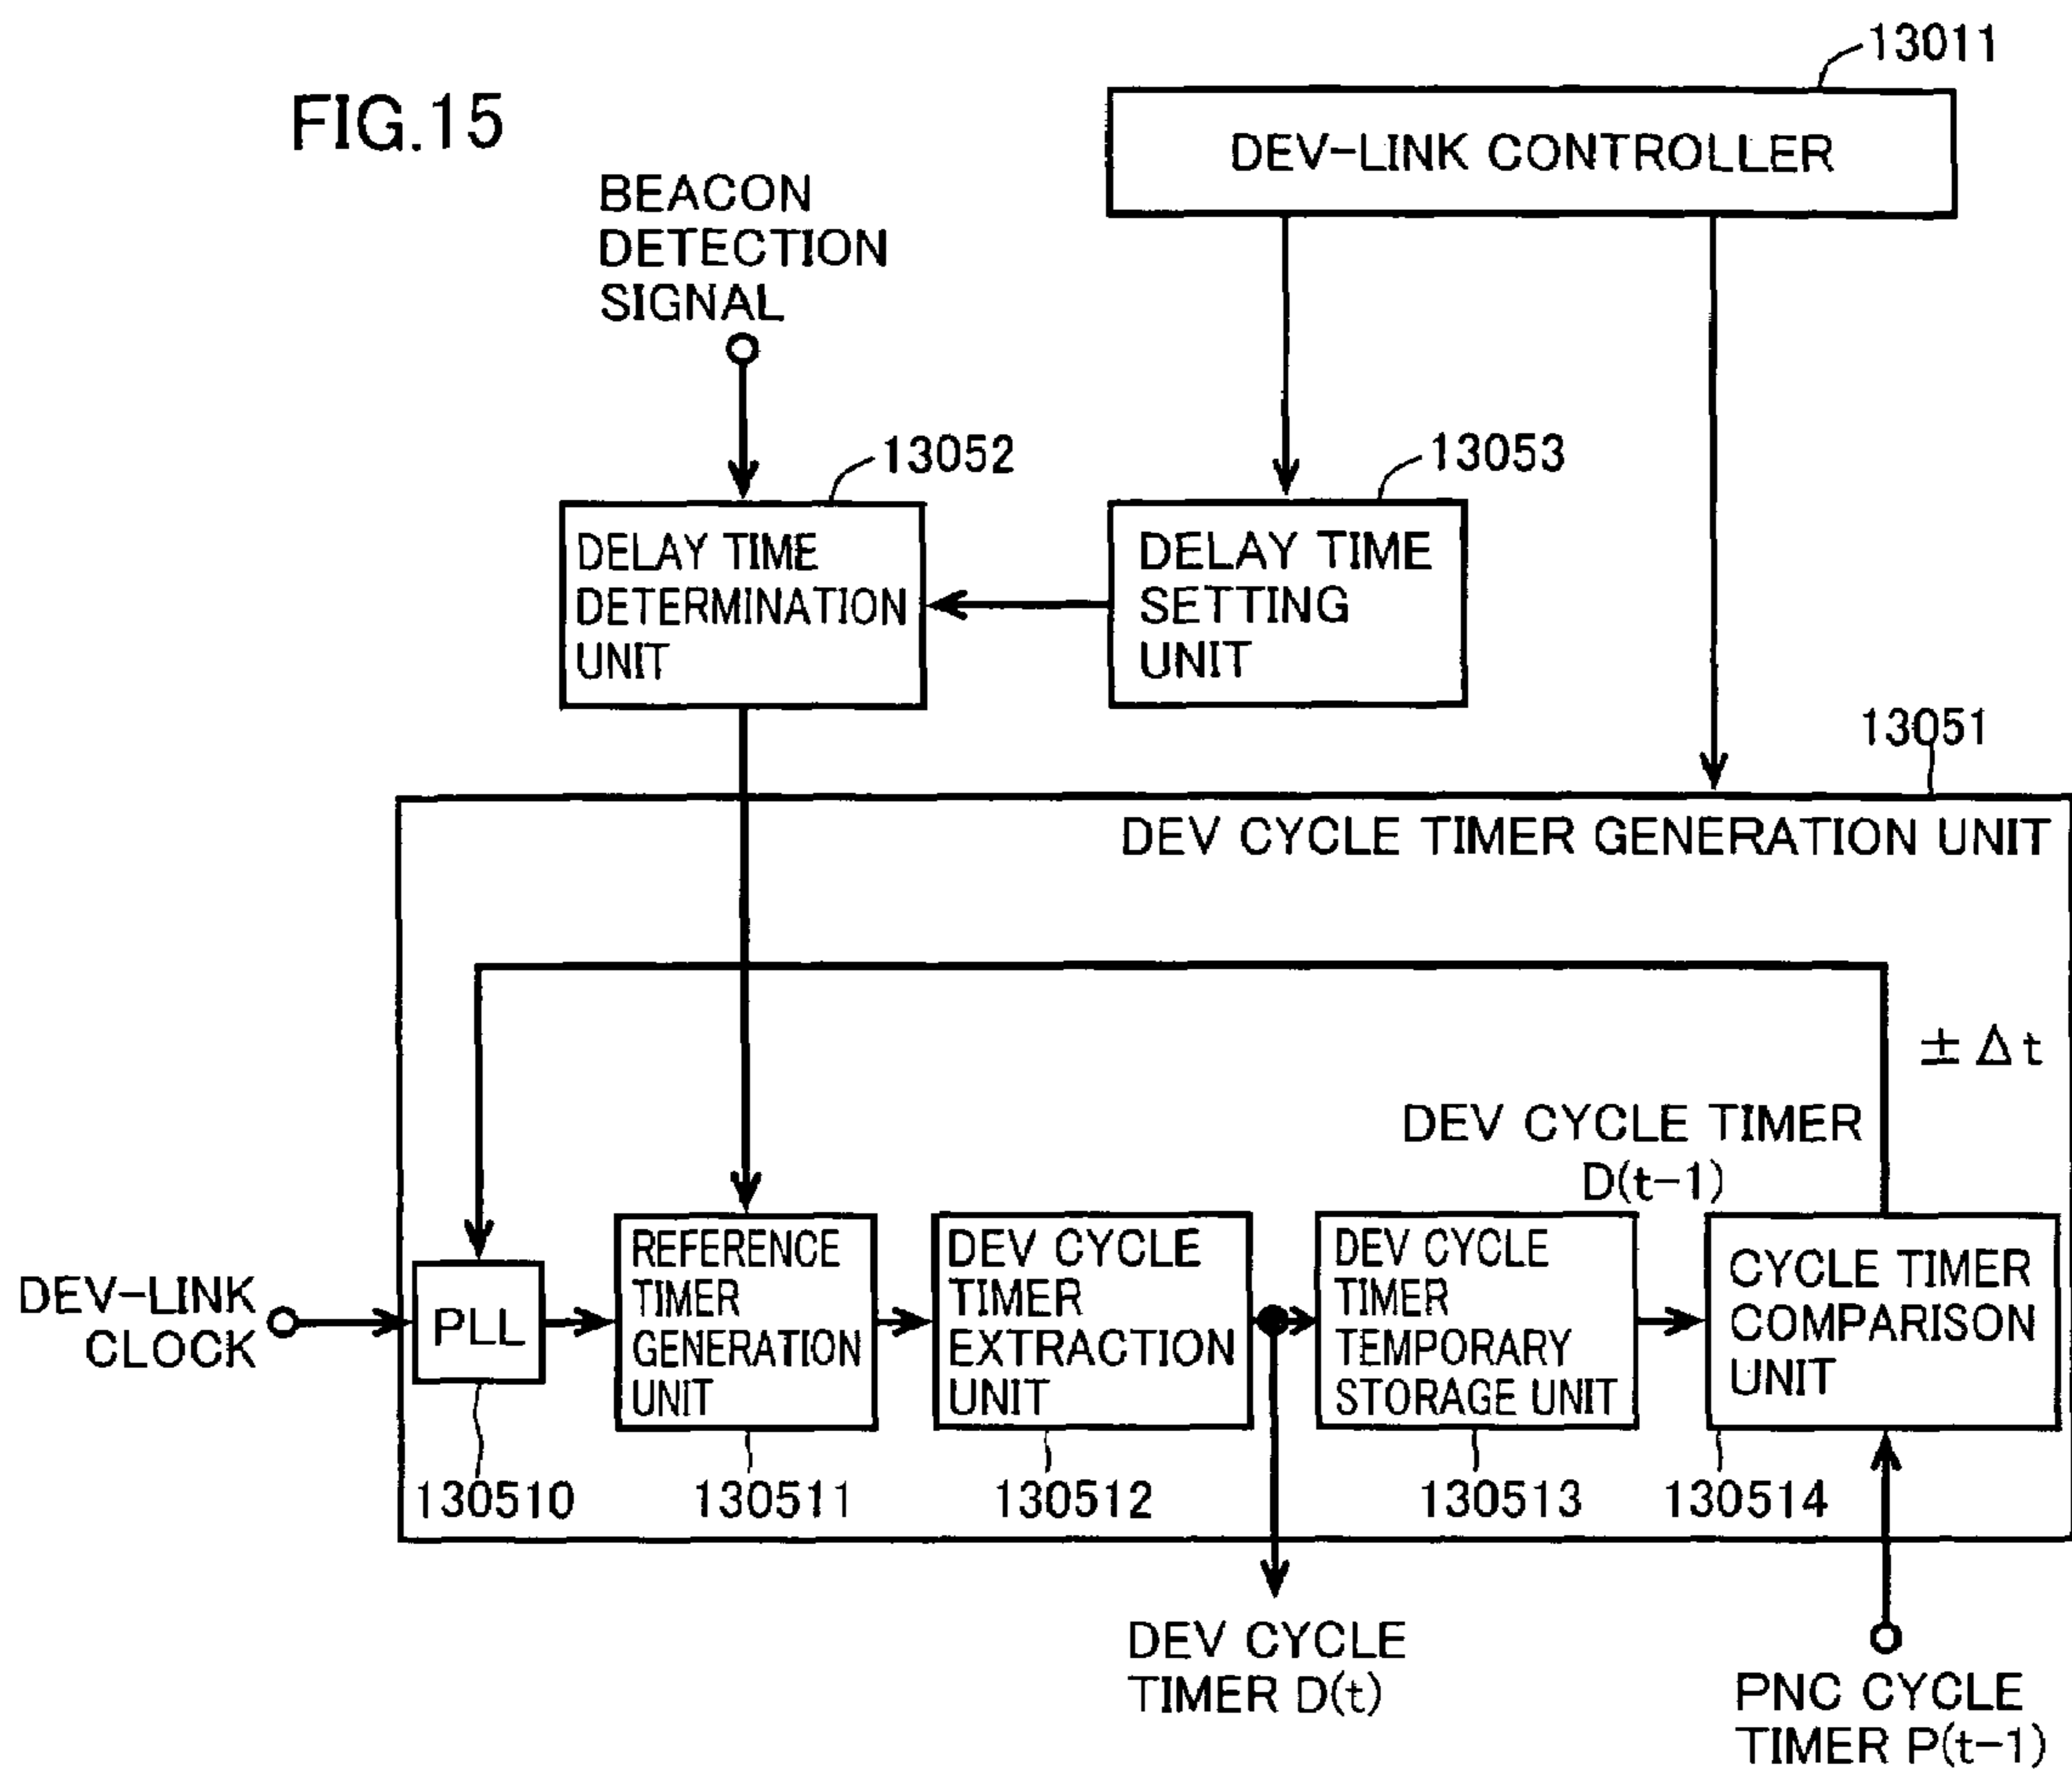 FIG.15
13011
DEV-LINK CONTROLLER
BEACON
DETECTION
SIGNAL
13052
13053
DELAY TIME
DETERMINATION
UNIT
DELAY TIME
SETTING
UNIT
13051
DEV CYCLE TIMER GENERATION UNIT
± Δt
DEV CYCLE TIMER
D(t-1)
DEV-LINK
CLOCK
PLL
REFERENCE
TIMER
GENERATION
UNIT
DEV CYCLE
TIMER
EXTRACTION
UNIT
DEV CYCLE
TIMER
TEMPORARY
STORAGE UNIT
CYCLE TIMER
COMPARISON
UNIT
130510
130511
130512
130513
130514
DEV CYCLE
TIMER D(t)
PNC CYCLE
TIMER P(t-1)